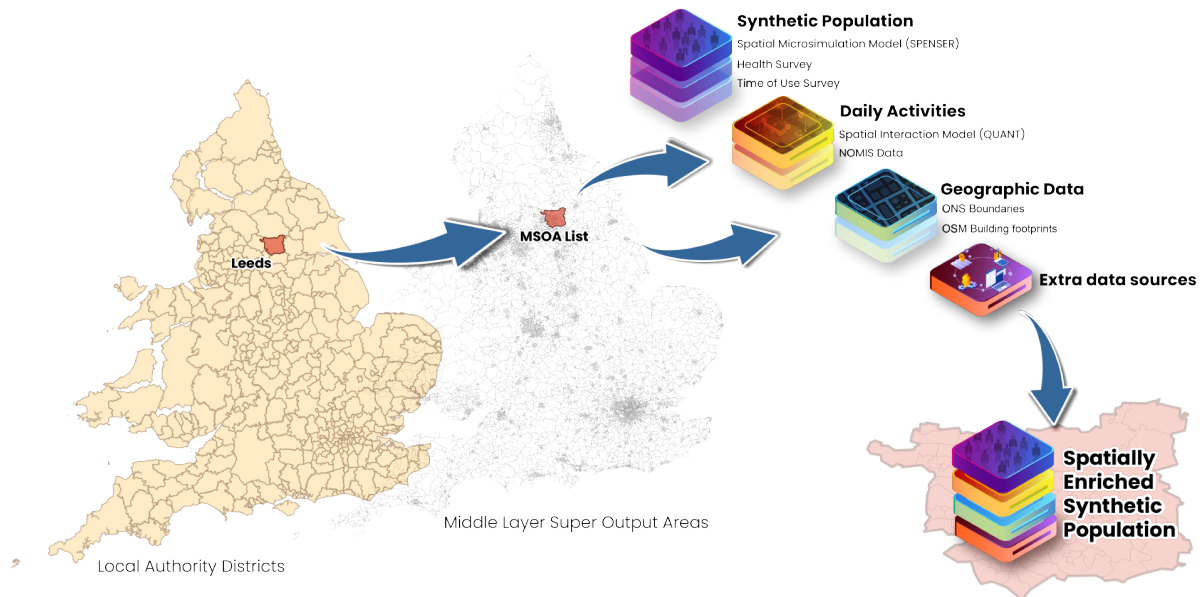 Synthetic Population
Spatial Microsimulation Model (SPENSER)
Health Survey
Time of Use Survey
Daily Activities
Spatial Interaction Model (QUANT)
NOMIS Data
Geographic Data
ONS Boundaries
OSM Building footprints
Extra data sources
Leeds
MSOA List
Spatially
Enriched
Synthetic
Population
Middle Layer Super Output Areas
Local Authority Districts